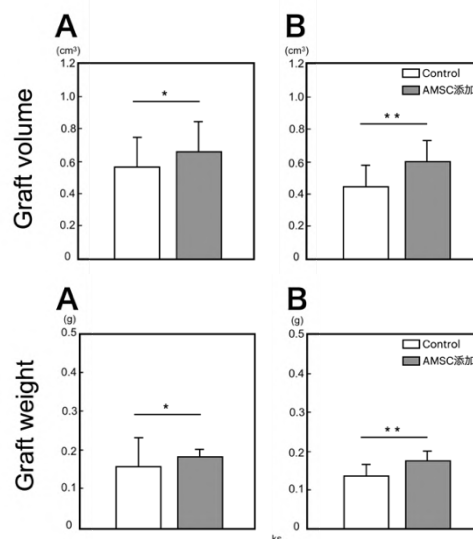 A
(cm³)
1.2
1.0
0.8
0.6
0.4
0.2
0
*
B
(cm³)
1.2
1.0
0.8
0.6
0.4
0.2
0
Control
AMSC添加
**
Graft volume
A
(g)
0.5
0.4
0.3
0.2
0.1
0
*
B
(g)
0.5
0.4
0.3
0.2
0.1
0
Control
AMSC添加
**
Graft weight
ks